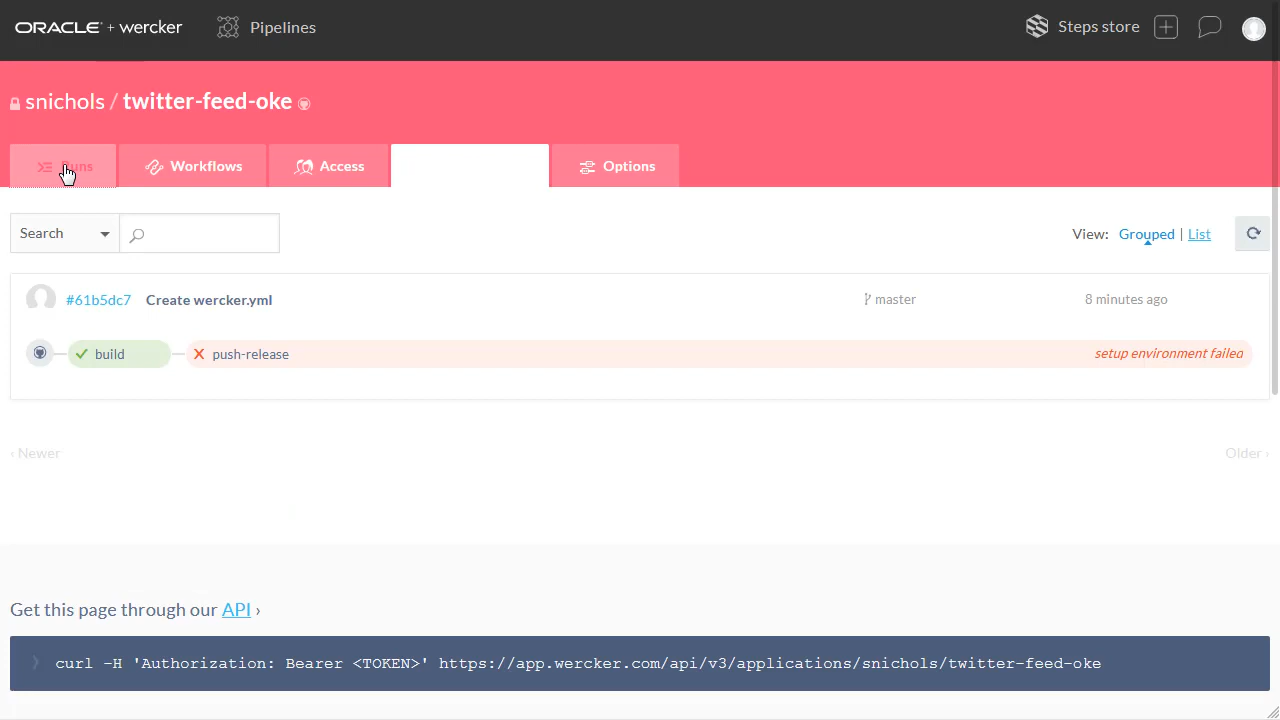 ORACLE + wercker Pipelines Steps store
snichols / twitter-feed-oke
Runs Workflows Access Options
Search View: Grouped | List
#61b5dc7 Create wercker.yml master 8 minutes ago
build push-release setup environment failed
‹ Newer Older ›
Get this page through our API ›
curl -H 'Authorization: Bearer <TOKEN>' https://app.wercker.com/api/v3/applications/snichols/twitter-feed-oke